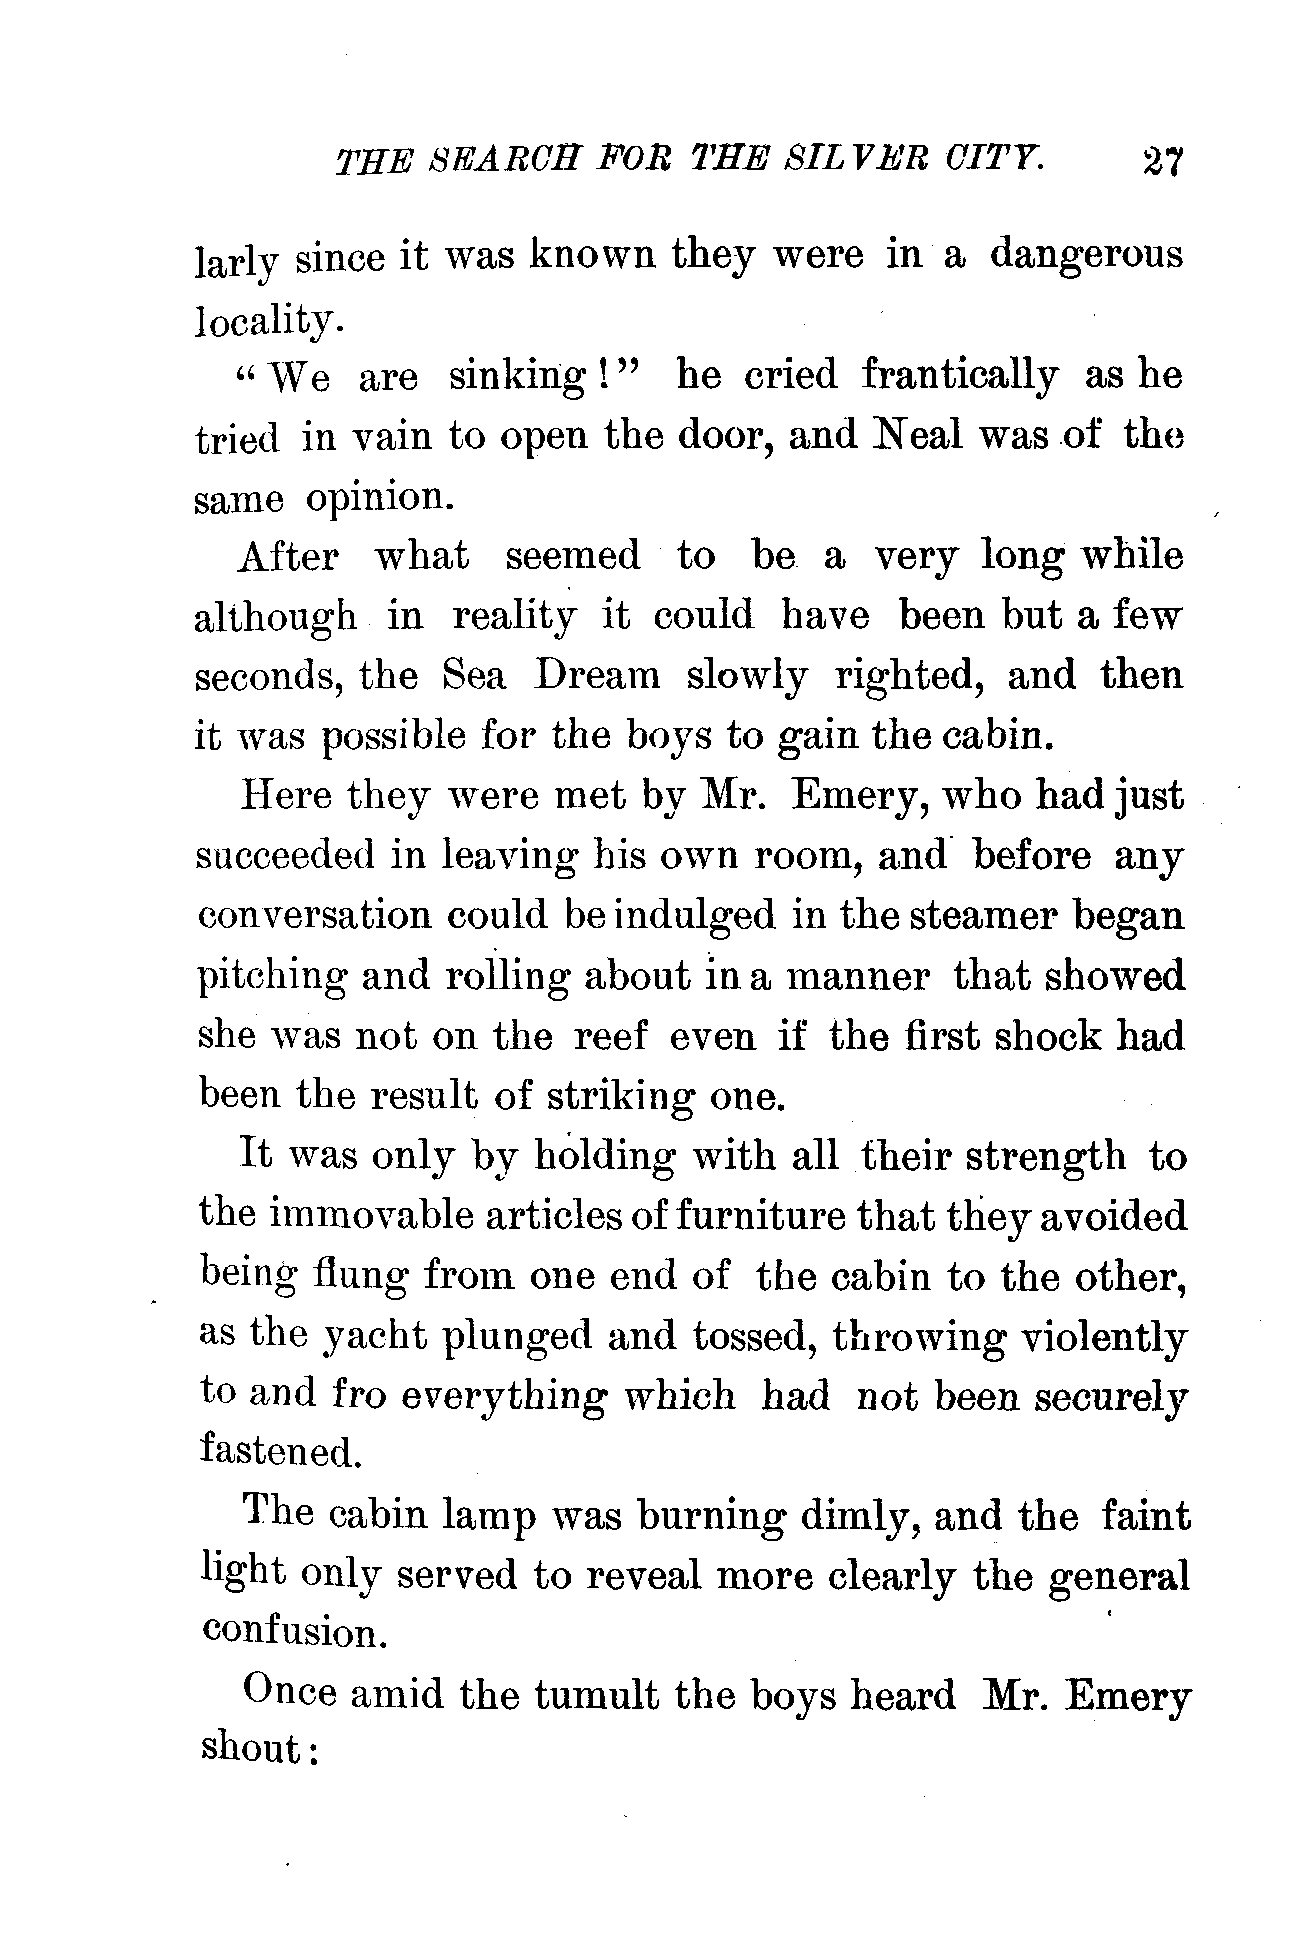 THE SEARCH FOR THE SILVER CITY. 27
larly since it was known they were in a dangerous
locality.
“We are sinking!” he cried frantically as he
tried in vain to open the door, and Neal was of the
same opinion.
After what seemed to be a very long while
although in reality it could have been but a few
seconds, the Sea Dream slowly righted, and then
it was possible for the boys to gain the cabin.
Here they were met by Mr. Emery, who had just
succeeded in leaving his own room, and before any
conversation could be indulged in the steamer began
pitching and rolling about in a manner that showed
she was not on the reef even if the first shock had
been the result of striking one.
It was only by holding with all their strength to
the immovable articles of furniture that they avoided
being flung from one end of the cabin to the other,
as the yacht plunged and tossed, throwing violently
to and fro everything which had not been securely
fastened.
The cabin lamp was burning dimly, and the faint
light only served to reveal more clearly the general
confusion.
Once amid the tumult the boys heard Mr. Emery
shout: